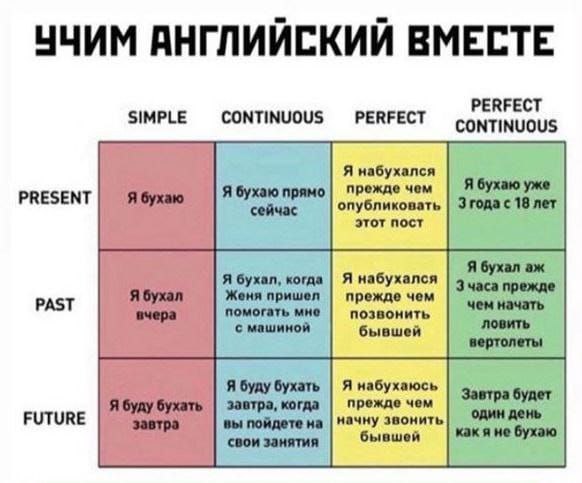 УЧИМ АНГЛИЙСКИЙ ВМЕСТЕ
SIMPLE CONTINUOUS PERFECT PERFECT
CONTINUOUS
PRESENT
Я бухаю
Я бухаю прямо
сейчас
Я набухался
прежде чем
опубликовать
этот пост
Я бухаю уже
3 года с 18 лет
PAST
Я бухал
вчера
Я бухал, когда
Женя пришел
помогать мне
с машиной
Я набухался
прежде чем
позвонить
бывшей
Я бухал аж
3 часа прежде
чем начать
ловить
вертолеты
FUTURE
Я буду бухать
завтра
Я буду бухать
завтра, когда
вы пойдете на
свои занятия
Я набухаюсь
прежде чем
начну звонить
бывшей
Завтра будет
один день
как я не бухаю